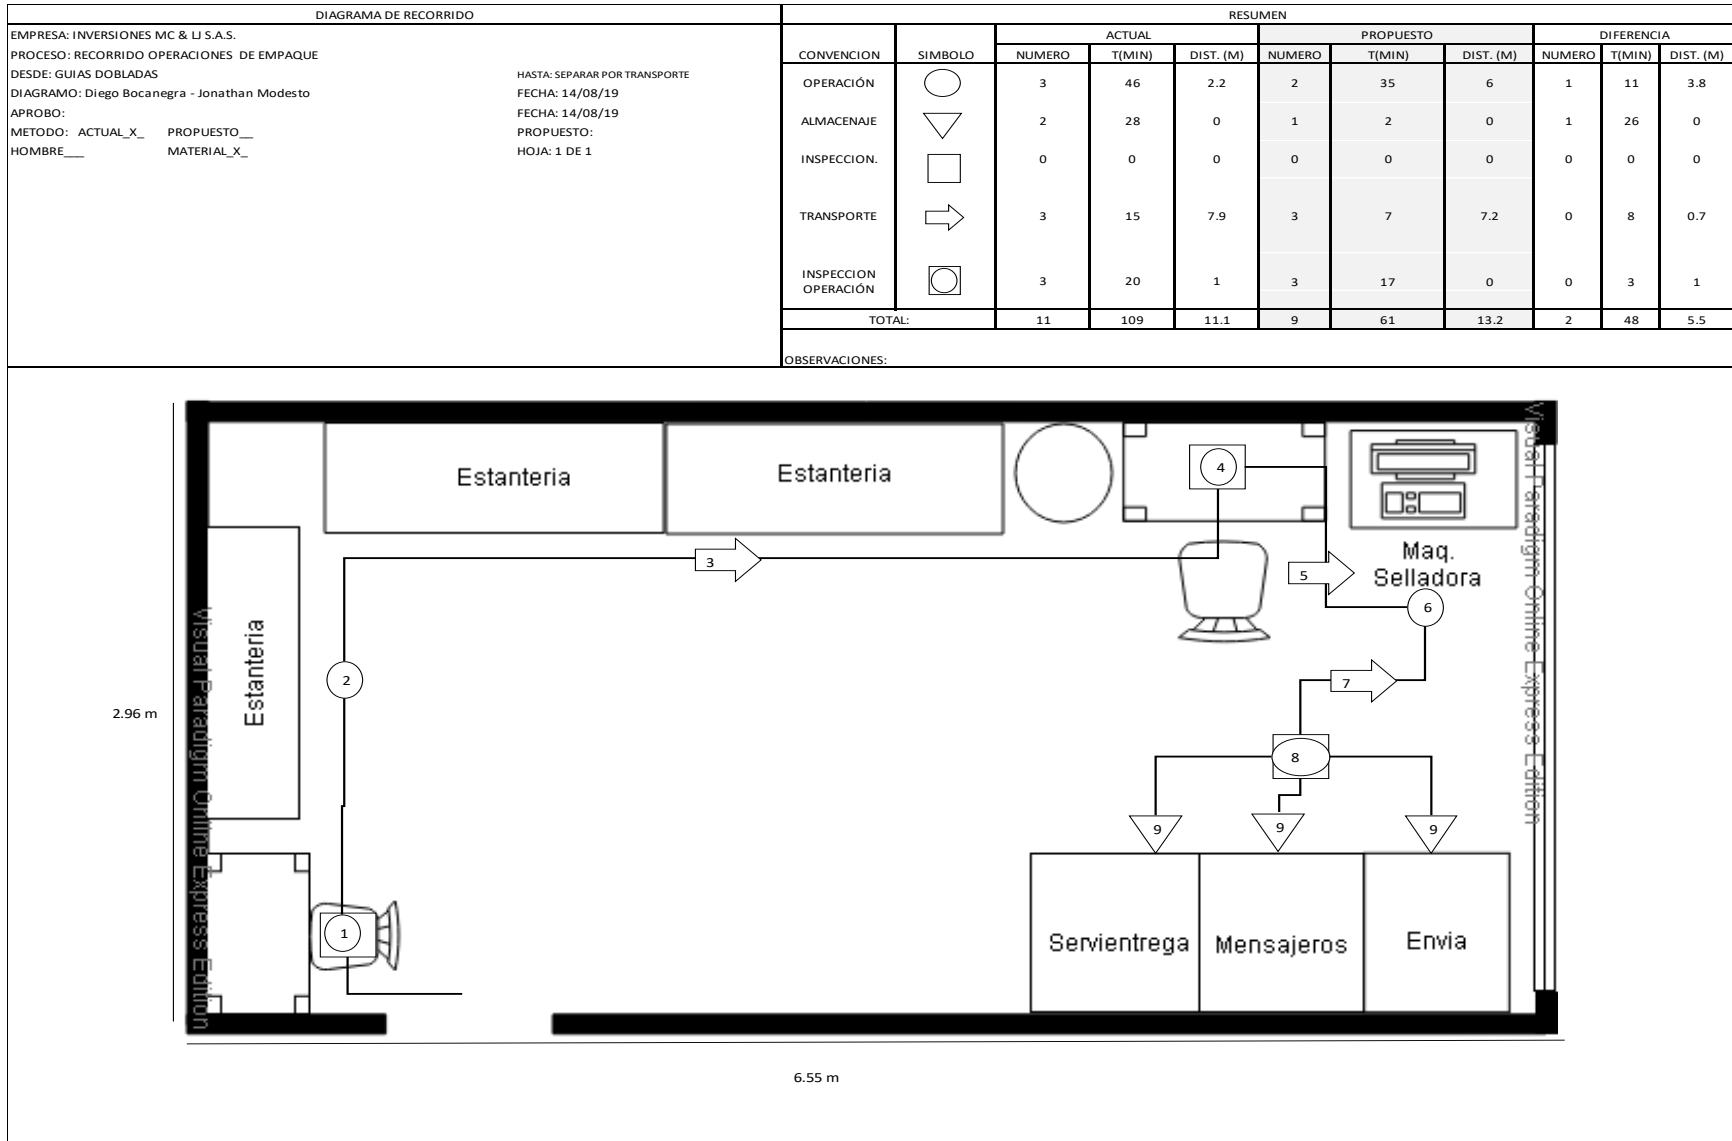 DIAGRAMA DE RECORRIDO
EMPRESA: INVERSIONES MC & LJ S.A.S.
PROCESO: RECORRIDO OPERACIONES DE EMPAQUE
DESDE: GUIAS DOBLADAS HASTA: SEPARAR POR TRANSPORTE
DIAGRAMO: Diego Bocanegra - Jonathan Modesto FECHA: 14/08/19
APROBO: FECHA: 14/08/19
METODO: ACTUAL_X_ PROPUESTO__ PROPUESTO:
HOMBRE___ MATERIAL_X_ HOJA: 1 DE 1
RESUMEN
ACTUAL PROPUESTO DIFERENCIA
CONVENCION SIMBOLO NUMERO T(MIN) DIST. (M) NUMERO T(MIN) DIST. (M) NUMERO T(MIN) DIST. (M)
OPERACIÓN 3 46 2.2 2 35 6 1 11 3.8
ALMACENAJE 2 28 0 1 2 0 1 26 0
INSPECCION. 0 0 0 0 0 0 0 0 0
TRANSPORTE 3 15 7.9 3 7 7.2 0 8 0.7
INSPECCION
OPERACIÓN 3 20 1 3 17 0 0 3 1
TOTAL: 11 109 11.1 9 61 13.2 2 48 5.5
OBSERVACIONES:
Estanteria
Estanteria
4
Maq.
Selladora
3
5
6
Estanteria
2
7
2.96 m
8
9
9
9
1
Servientrega
Mensajeros
Envia
6.55 m
Visual Paradigm Online Express Edition
Visual Paradigm Online Express Edition